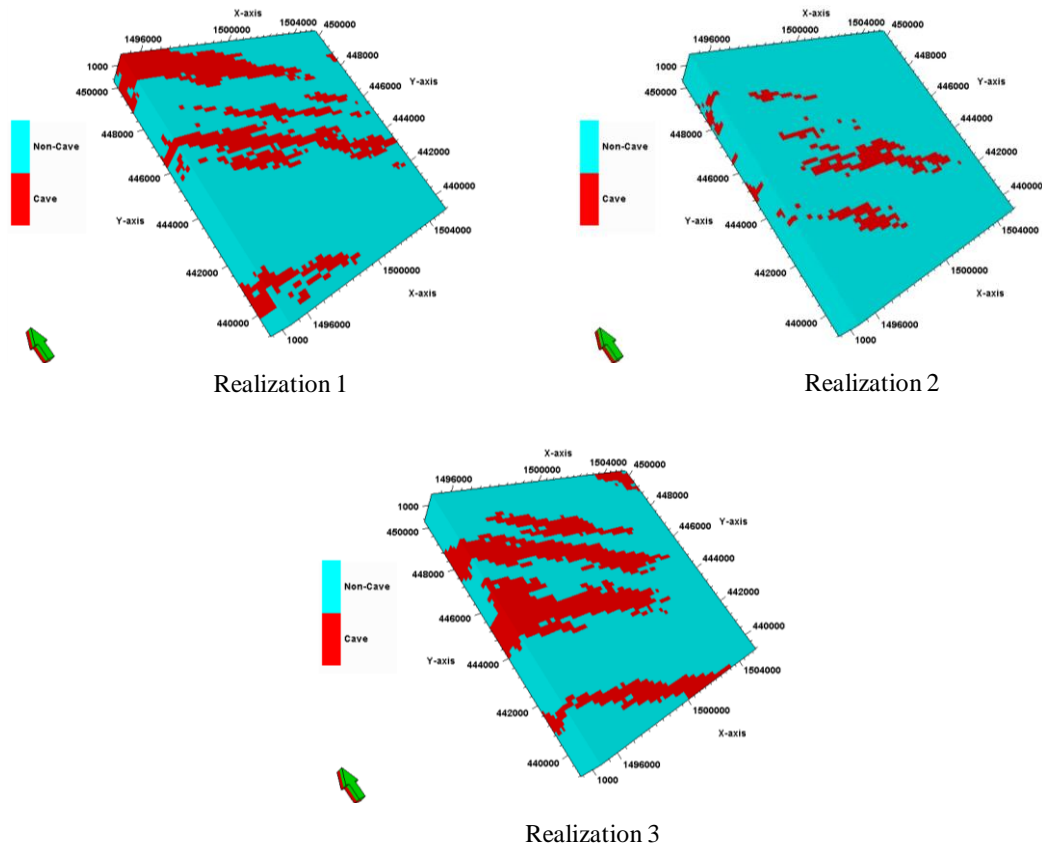 X-axis
1496000
1500000
1504000
450000
1000
450000
448000
Y-axis
446000
444000
442000
440000
448000
446000
Y-axis
444000
442000
440000
1504000
1500000
X-axis
1496000
1000
Non-Cave
Cave
Realization 1
X-axis
1496000
1500000
1504000
450000
1000
450000
448000
Y-axis
446000
444000
442000
440000
448000
446000
Y-axis
444000
442000
440000
1504000
1500000
X-axis
1496000
1000
Non-Cave
Cave
Realization 2
X-axis
1496000
1500000
1504000
450000
1000
450000
448000
Y-axis
446000
444000
442000
440000
448000
446000
Y-axis
444000
442000
440000
1504000
1500000
X-axis
1496000
1000
Non-Cave
Cave
Realization 3